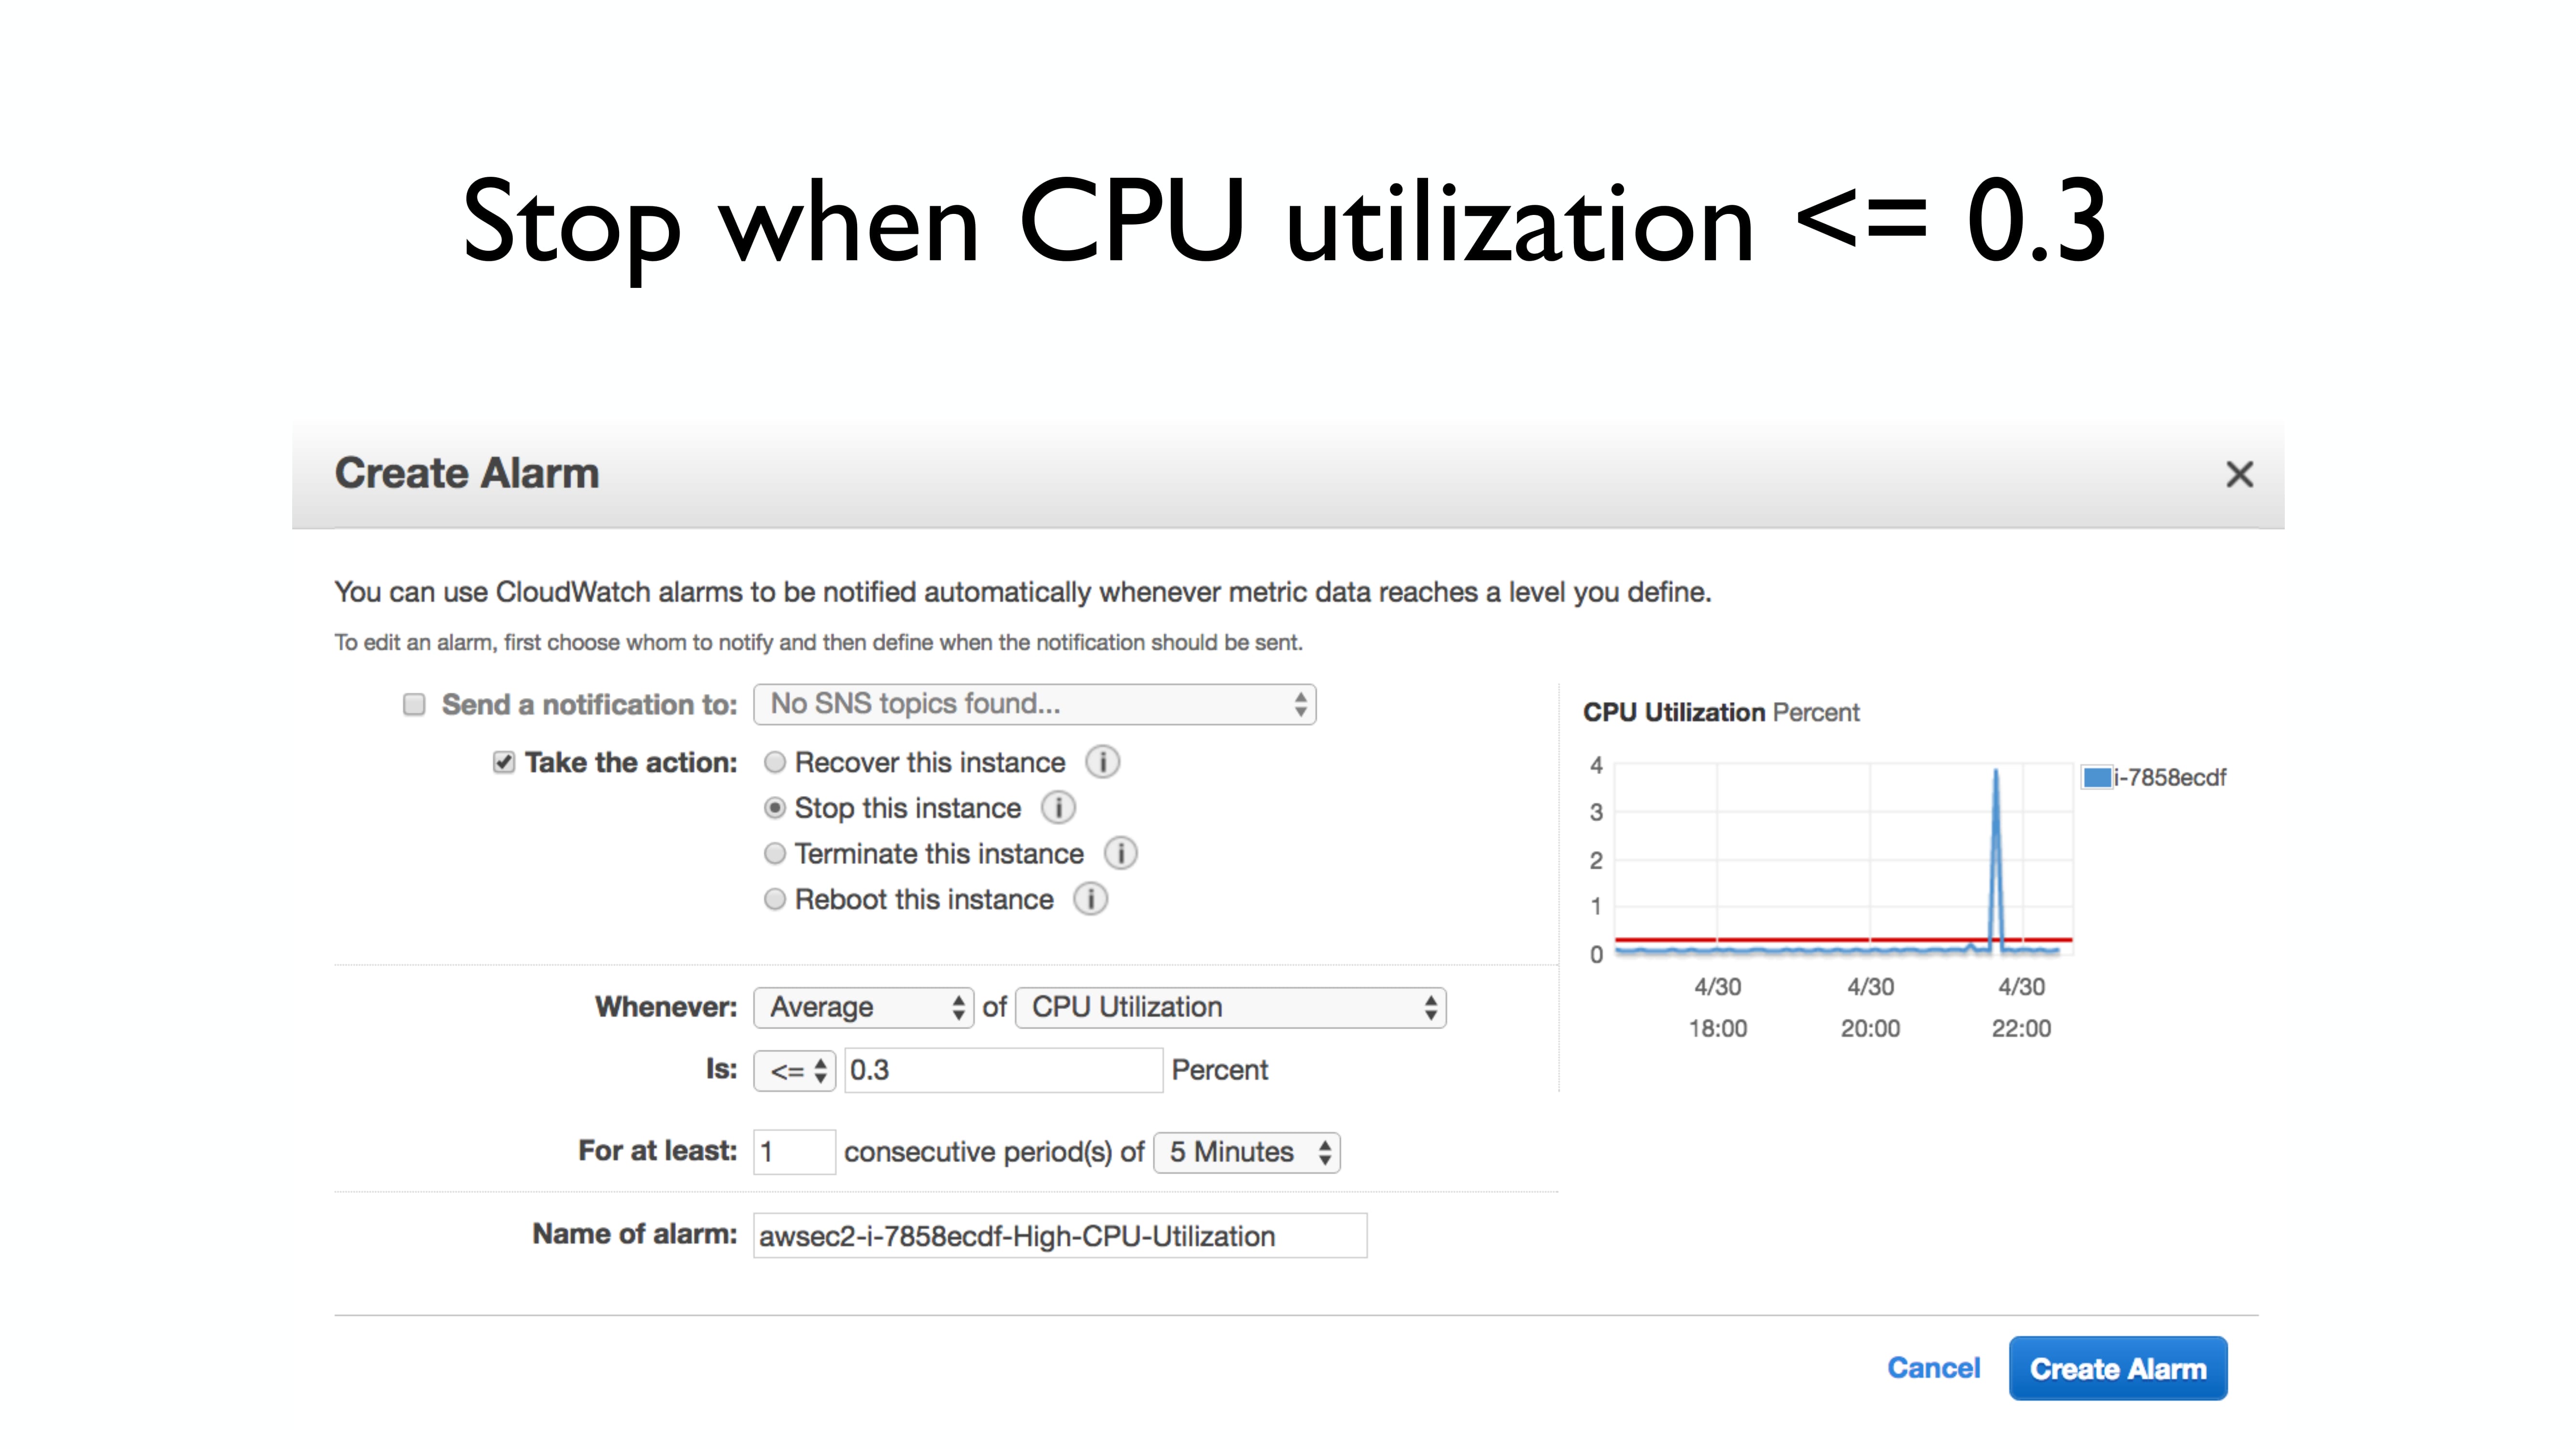 Stop when CPU utilization <= 0.3
Create Alarm
You can use CloudWatch alarms to be notified automatically whenever metric data reaches a level you define.
To edit an alarm, first choose whom to notify and then define when the notification should be sent.
Send a notification to: No SNS topics found...
Take the action: Recover this instance i
Stop this instance i
Terminate this instance i
Reboot this instance i
Whenever: Average of CPU Utilization
Is: <= 0.3 Percent
For at least: 1 consecutive period(s) of 5 Minutes
Name of alarm: awsec2-i-7858ecdf-High-CPU-Utilization
CPU Utilization Percent
4
3
2
1
0
4/30 4/30 4/30
18:00 20:00 22:00
i-7858ecdf
Cancel Create Alarm